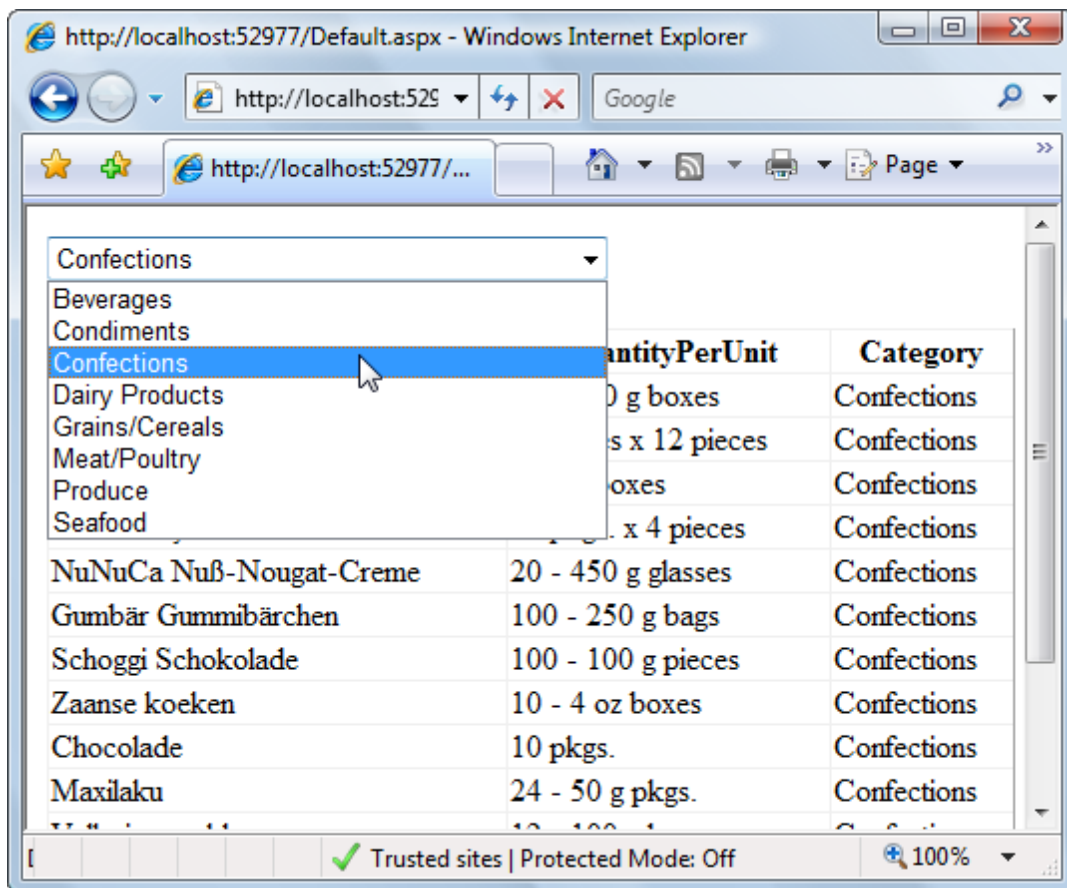 http://localhost:52977/Default.aspx - Windows Internet Explorer
http://localhost:529 Google
http://localhost:52977/... Page
Confections
Beverages
Condiments
Confections
Dairy Products
Grains/Cereals
Meat/Poultry
Produce
Seafood
Category
g boxes Confections
x 12 pieces Confections
Confections
x 4 pieces Confections
NuNuCa Nuß-Nougat-Creme 20 - 450 g glasses Confections
Gumbär Gummibärchen 100 - 250 g bags Confections
Schoggi Schokolade 100 - 100 g pieces Confections
Zaanse koeken 10 - 4 oz boxes Confections
Chocolade 10 pkgs. Confections
Maxilaku 24 - 50 g pkgs. Confections
Trusted sites | Protected Mode: Off 100%